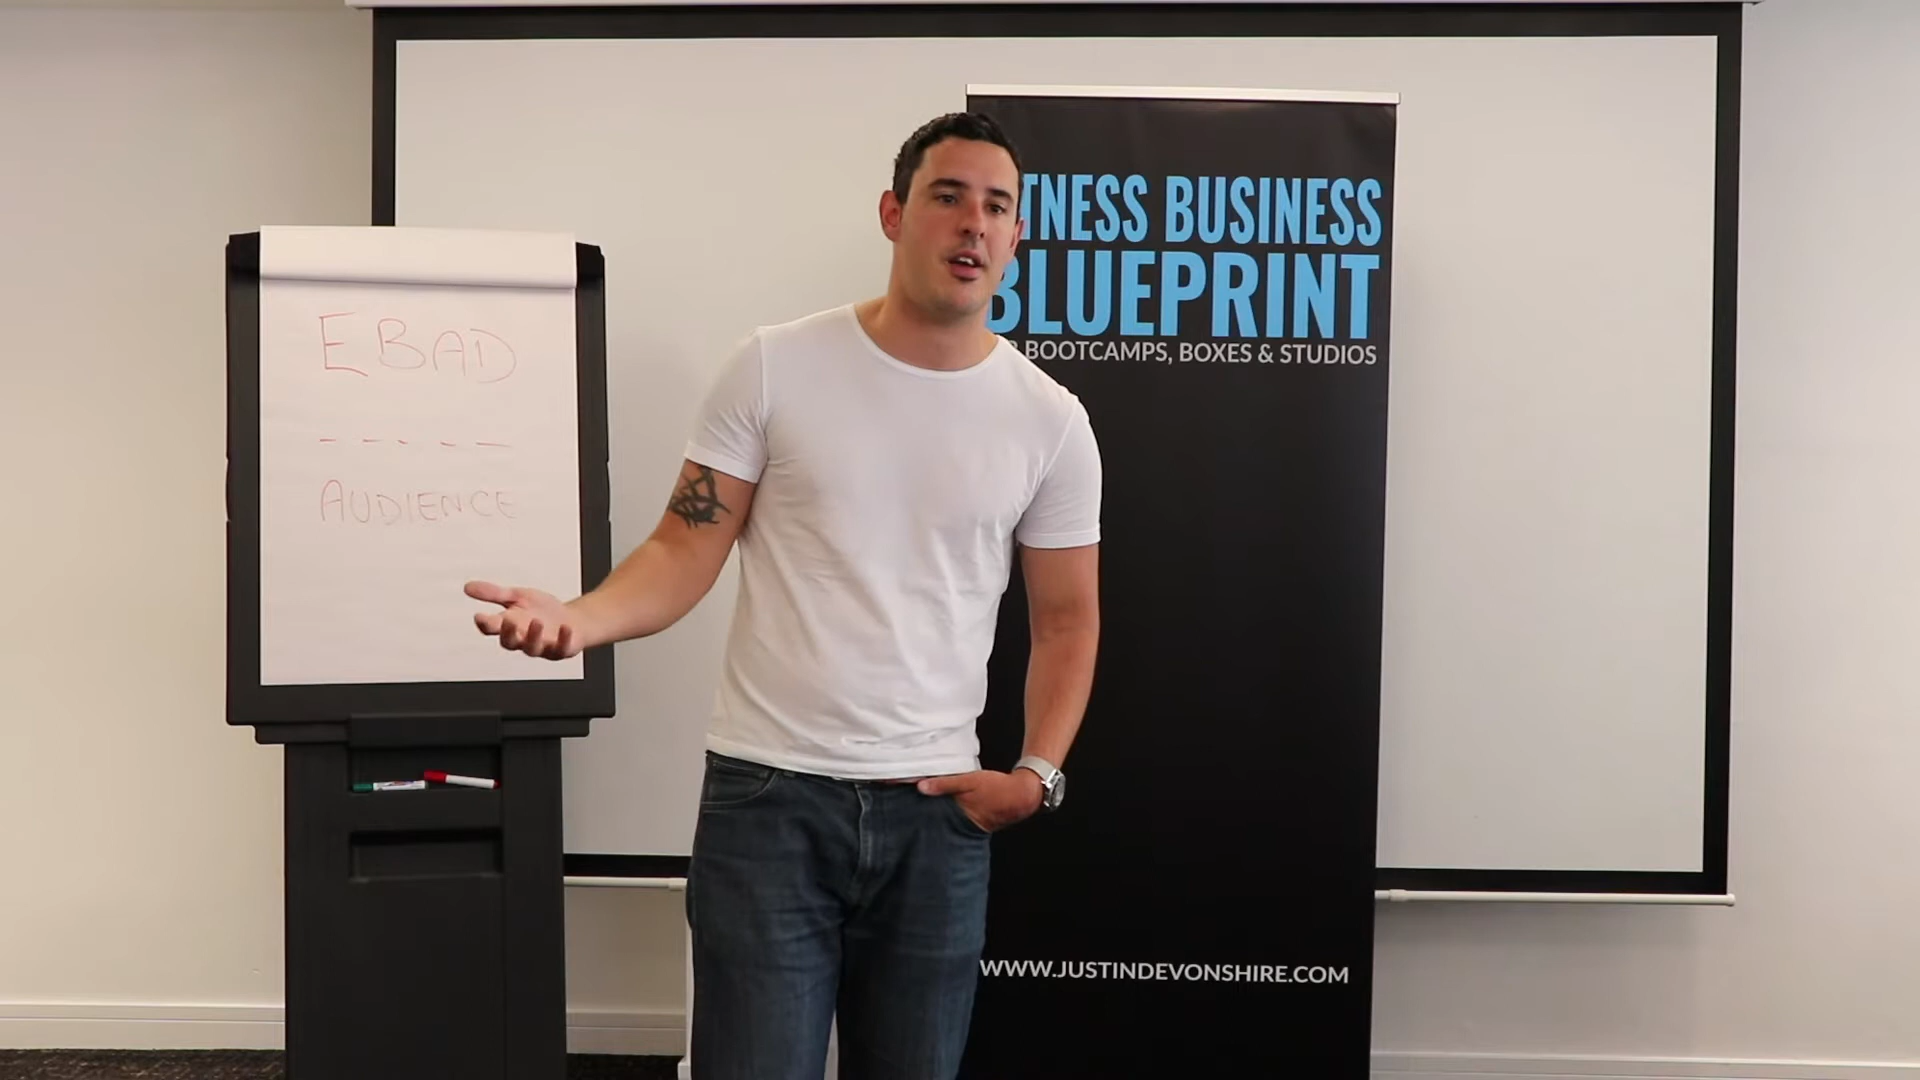 EBAD
- - - - -
AUDIENCE
TNESS BUSINESS
BLUEPRINT
BOOTCAMPS, BOXES & STUDIOS
WWW.JUSTINDEVONSHIRE.COM